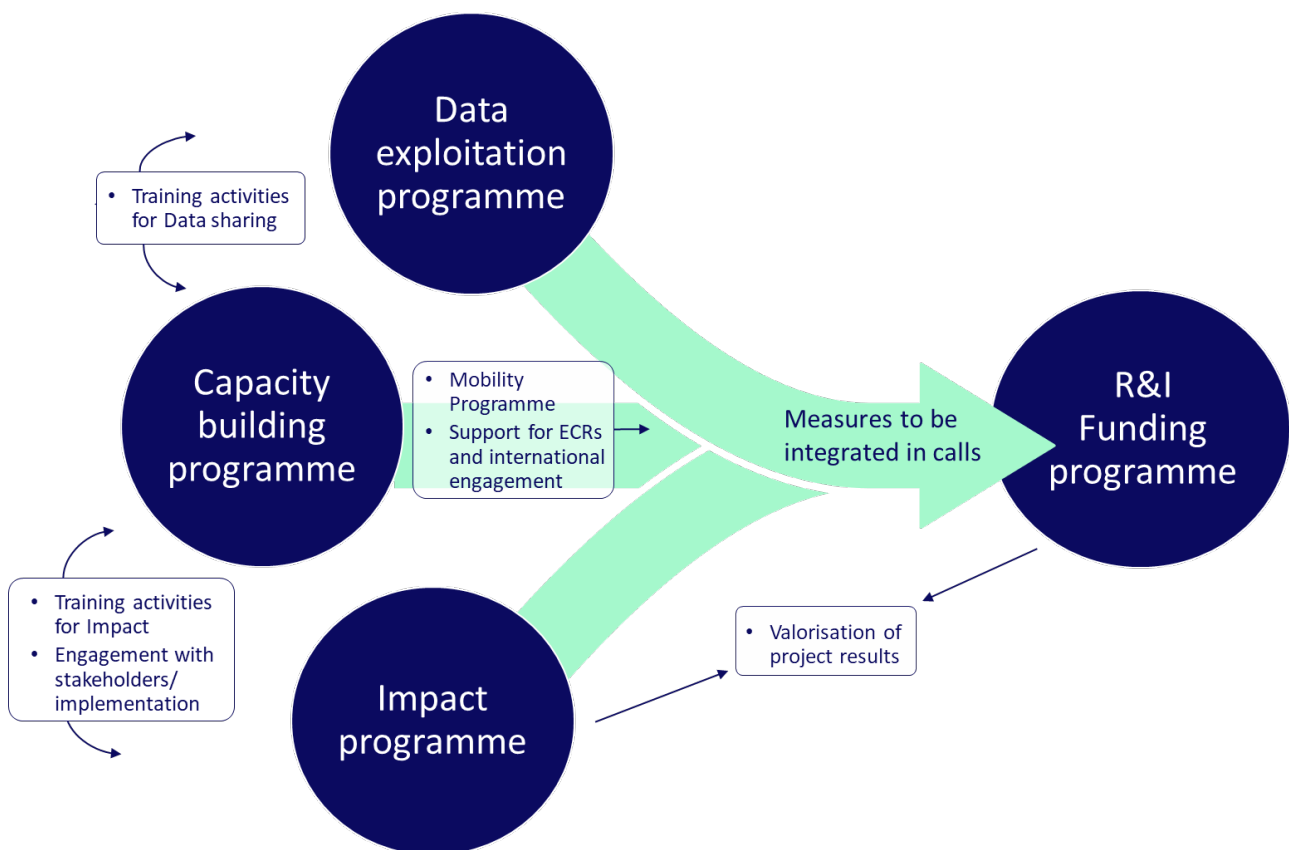 Data
exploitation
programme
• Training activities
for Data sharing
Capacity
building
programme
• Mobility
Programme
• Support for ECRs
and international
engagement
Measures to be
integrated in calls
R&I
Funding
programme
• Training activities
for Impact
• Engagement with
stakeholders/
implementation
• Valorisation of
project results
Impact
programme